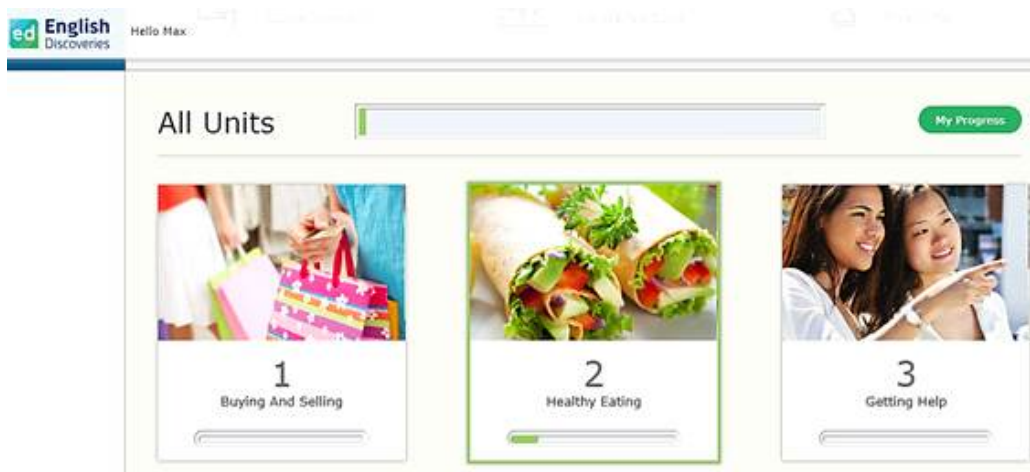 ed English Discoveries
Hello Max
All Units
My Progress
1
Buying And Selling
2
Healthy Eating
3
Getting Help